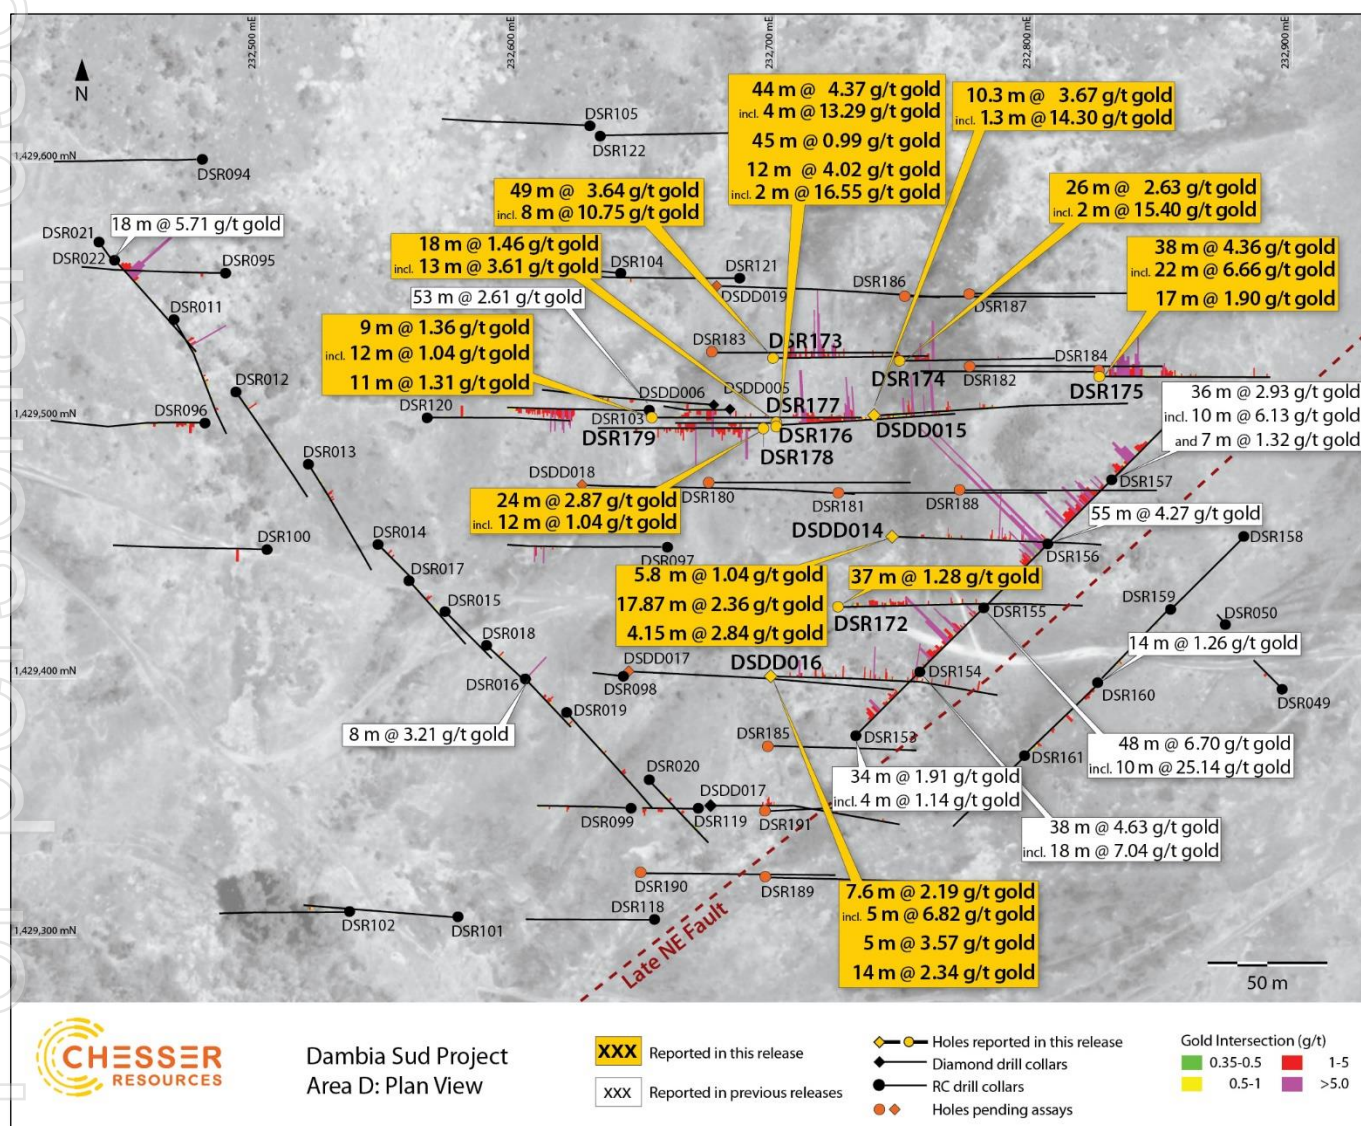 232,500 mE
232,600 mE
232,700 mE
232,800 mE
232,900 mE
N
1,429,600 mN
1,429,500 mN
1,429,400 mN
1,429,300 mN
44 m @ 4.37 g/t gold
incl. 4 m @ 13.29 g/t gold
45 m @ 0.99 g/t gold
12 m @ 4.02 g/t gold
incl. 2 m @ 16.55 g/t gold
10.3 m @ 3.67 g/t gold
incl. 1.3 m @ 14.30 g/t gold
DSR105
DSR122
DSR094
49 m @ 3.64 g/t gold
incl. 8 m @ 10.75 g/t gold
26 m @ 2.63 g/t gold
incl. 2 m @ 15.40 g/t gold
18 m @ 5.71 g/t gold
DSR021
DSR022
DSR095
18 m @ 1.46 g/t gold
incl. 13 m @ 3.61 g/t gold
38 m @ 4.36 g/t gold
incl. 22 m @ 6.66 g/t gold
17 m @ 1.90 g/t gold
DSR104
DSR121
DSDD019
DSR186
DSR187
53 m @ 2.61 g/t gold
DSR011
9 m @ 1.36 g/t gold
incl. 12 m @ 1.04 g/t gold
11 m @ 1.31 g/t gold
DSR183
DSR173
DSR174
DSR182
DSR184
DSR175
DSR012
DSDD006
DSDD005
DSR096
DSR120
DSR103
DSR179
DSR177
DSR176
DSR178
DSDD015
36 m @ 2.93 g/t gold
incl. 10 m @ 6.13 g/t gold
and 7 m @ 1.32 g/t gold
DSR013
DSDD018
DSR180
DSR181
DSR188
DSR157
24 m @ 2.87 g/t gold
incl. 12 m @ 1.04 g/t gold
55 m @ 4.27 g/t gold
DSR100
DSR014
DSR097
DSDD014
DSR156
DSR158
DSR017
5.8 m @ 1.04 g/t gold
17.87 m @ 2.36 g/t gold
4.15 m @ 2.84 g/t gold
37 m @ 1.28 g/t gold
DSR172
DSR155
DSR159
DSR050
DSR015
DSR018
14 m @ 1.26 g/t gold
DSR016
DSDD017
DSR098
DSDD016
DSR154
DSR160
DSR049
DSR019
8 m @ 3.21 g/t gold
DSR185
DSR153
DSR161
48 m @ 6.70 g/t gold
incl. 10 m @ 25.14 g/t gold
34 m @ 1.91 g/t gold
incl. 4 m @ 1.14 g/t gold
DSR020
DSDD017
DSR099
DSR119
DSR191
38 m @ 4.63 g/t gold
incl. 18 m @ 7.04 g/t gold
DSR190
DSR189
DSR102
DSR101
DSR118
Late NE Fault
7.6 m @ 2.19 g/t gold
incl. 5 m @ 6.82 g/t gold
5 m @ 3.57 g/t gold
14 m @ 2.34 g/t gold
50 m
CHESSER
RESOURCES
Dambia Sud Project
Area D: Plan View
XXX Reported in this release
XXX Reported in previous releases
Holes reported in this release
Diamond drill collars
RC drill collars
Holes pending assays
Gold Intersection (g/t)
0.35-0.5
1-5
0.5-1
>5.0